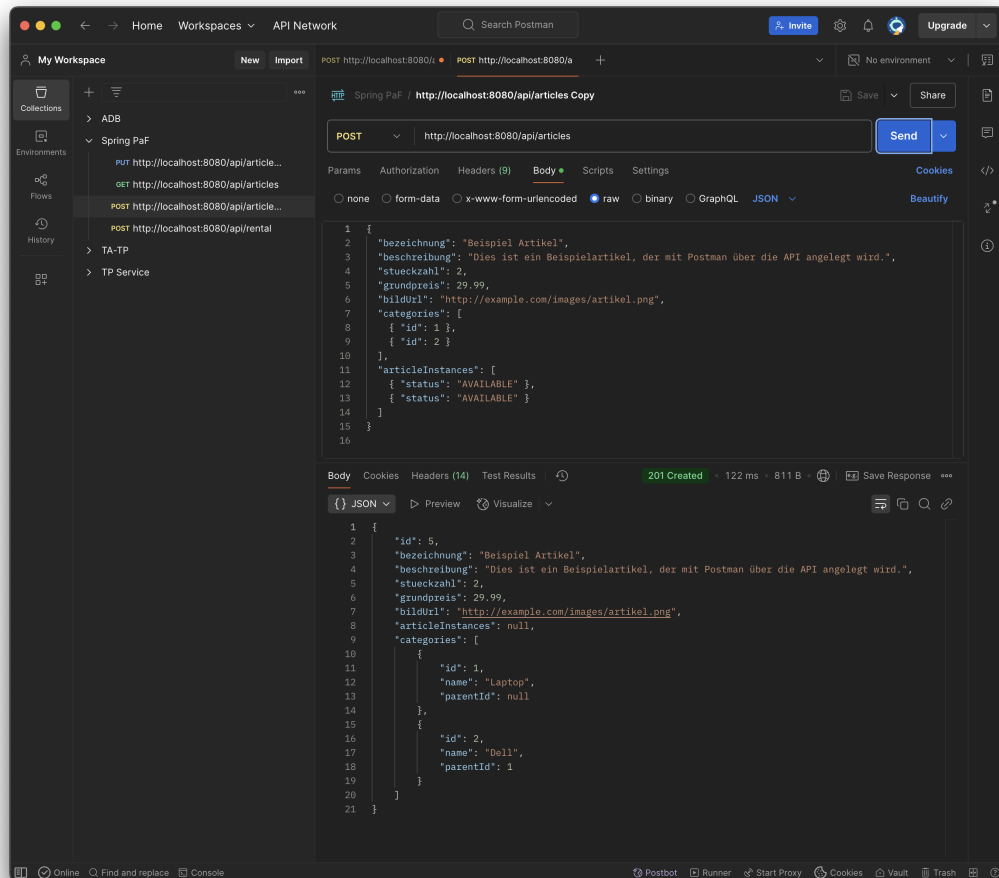 Home Workspaces API Network Search Postman Invite Upgrade
My Workspace New Import POST http://localhost:8080/a POST http://localhost:8080/a No environment
Collections
Environments
Flows
History
ADB
Spring PaF
PUT http://localhost:8080/api/article...
GET http://localhost:8080/api/articles
POST http://localhost:8080/api/article...
POST http://localhost:8080/api/rental
TA-TP
TP Service
HTTP Spring PaF / http://localhost:8080/api/articles Copy Save Share
POST http://localhost:8080/api/articles Send
Params Authorization Headers (9) Body Scripts Settings Cookies
none form-data x-www-form-urlencoded raw binary GraphQL JSON Beautify
1 {
2 "bezeichnung": "Beispiel Artikel",
3 "beschreibung": "Dies ist ein Beispielartikel, der mit Postman über die API angelegt wird.",
4 "stueckzahl": 2,
5 "grundpreis": 29.99,
6 "bildUrl": "http://example.com/images/artikel.png",
7 "categories": [
8 { "id": 1 },
9 { "id": 2 }
10 ],
11 "articleInstances": [
12 { "status": "AVAILABLE" },
13 { "status": "AVAILABLE" }
14 ]
15 }
16
Body Cookies Headers (14) Test Results 201 Created 122 ms 811 B e.g. Save Response
{} JSON Preview Visualize
1 {
2 "id": 5,
3 "bezeichnung": "Beispiel Artikel",
4 "beschreibung": "Dies ist ein Beispielartikel, der mit Postman über die API angelegt wird.",
5 "stueckzahl": 2,
6 "grundpreis": 29.99,
7 "bildUrl": "http://example.com/images/artikel.png",
8 "articleInstances": null,
9 "categories": [
10 {
11 "id": 1,
12 "name": "Laptop",
13 "parentId": null
14 },
15 {
16 "id": 2,
17 "name": "Dell",
18 "parentId": 1
19 }
20 ]
21 }
Online Find and replace Console Postbot Runner Start Proxy Cookies Vault Trash